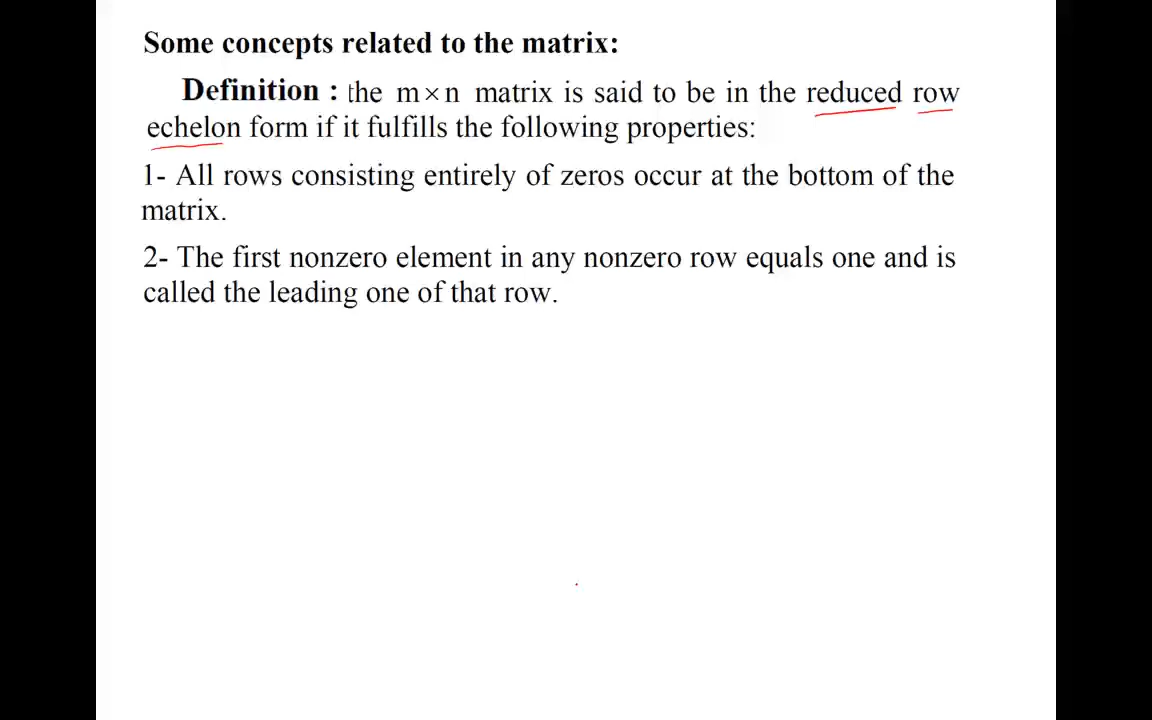 Some concepts related to the matrix:
Definition : the m×n matrix is said to be in the reduced row
echelon form if it fulfills the following properties:
1- All rows consisting entirely of zeros occur at the bottom of the
matrix.
2- The first nonzero element in any nonzero row equals one and is
called the leading one of that row.